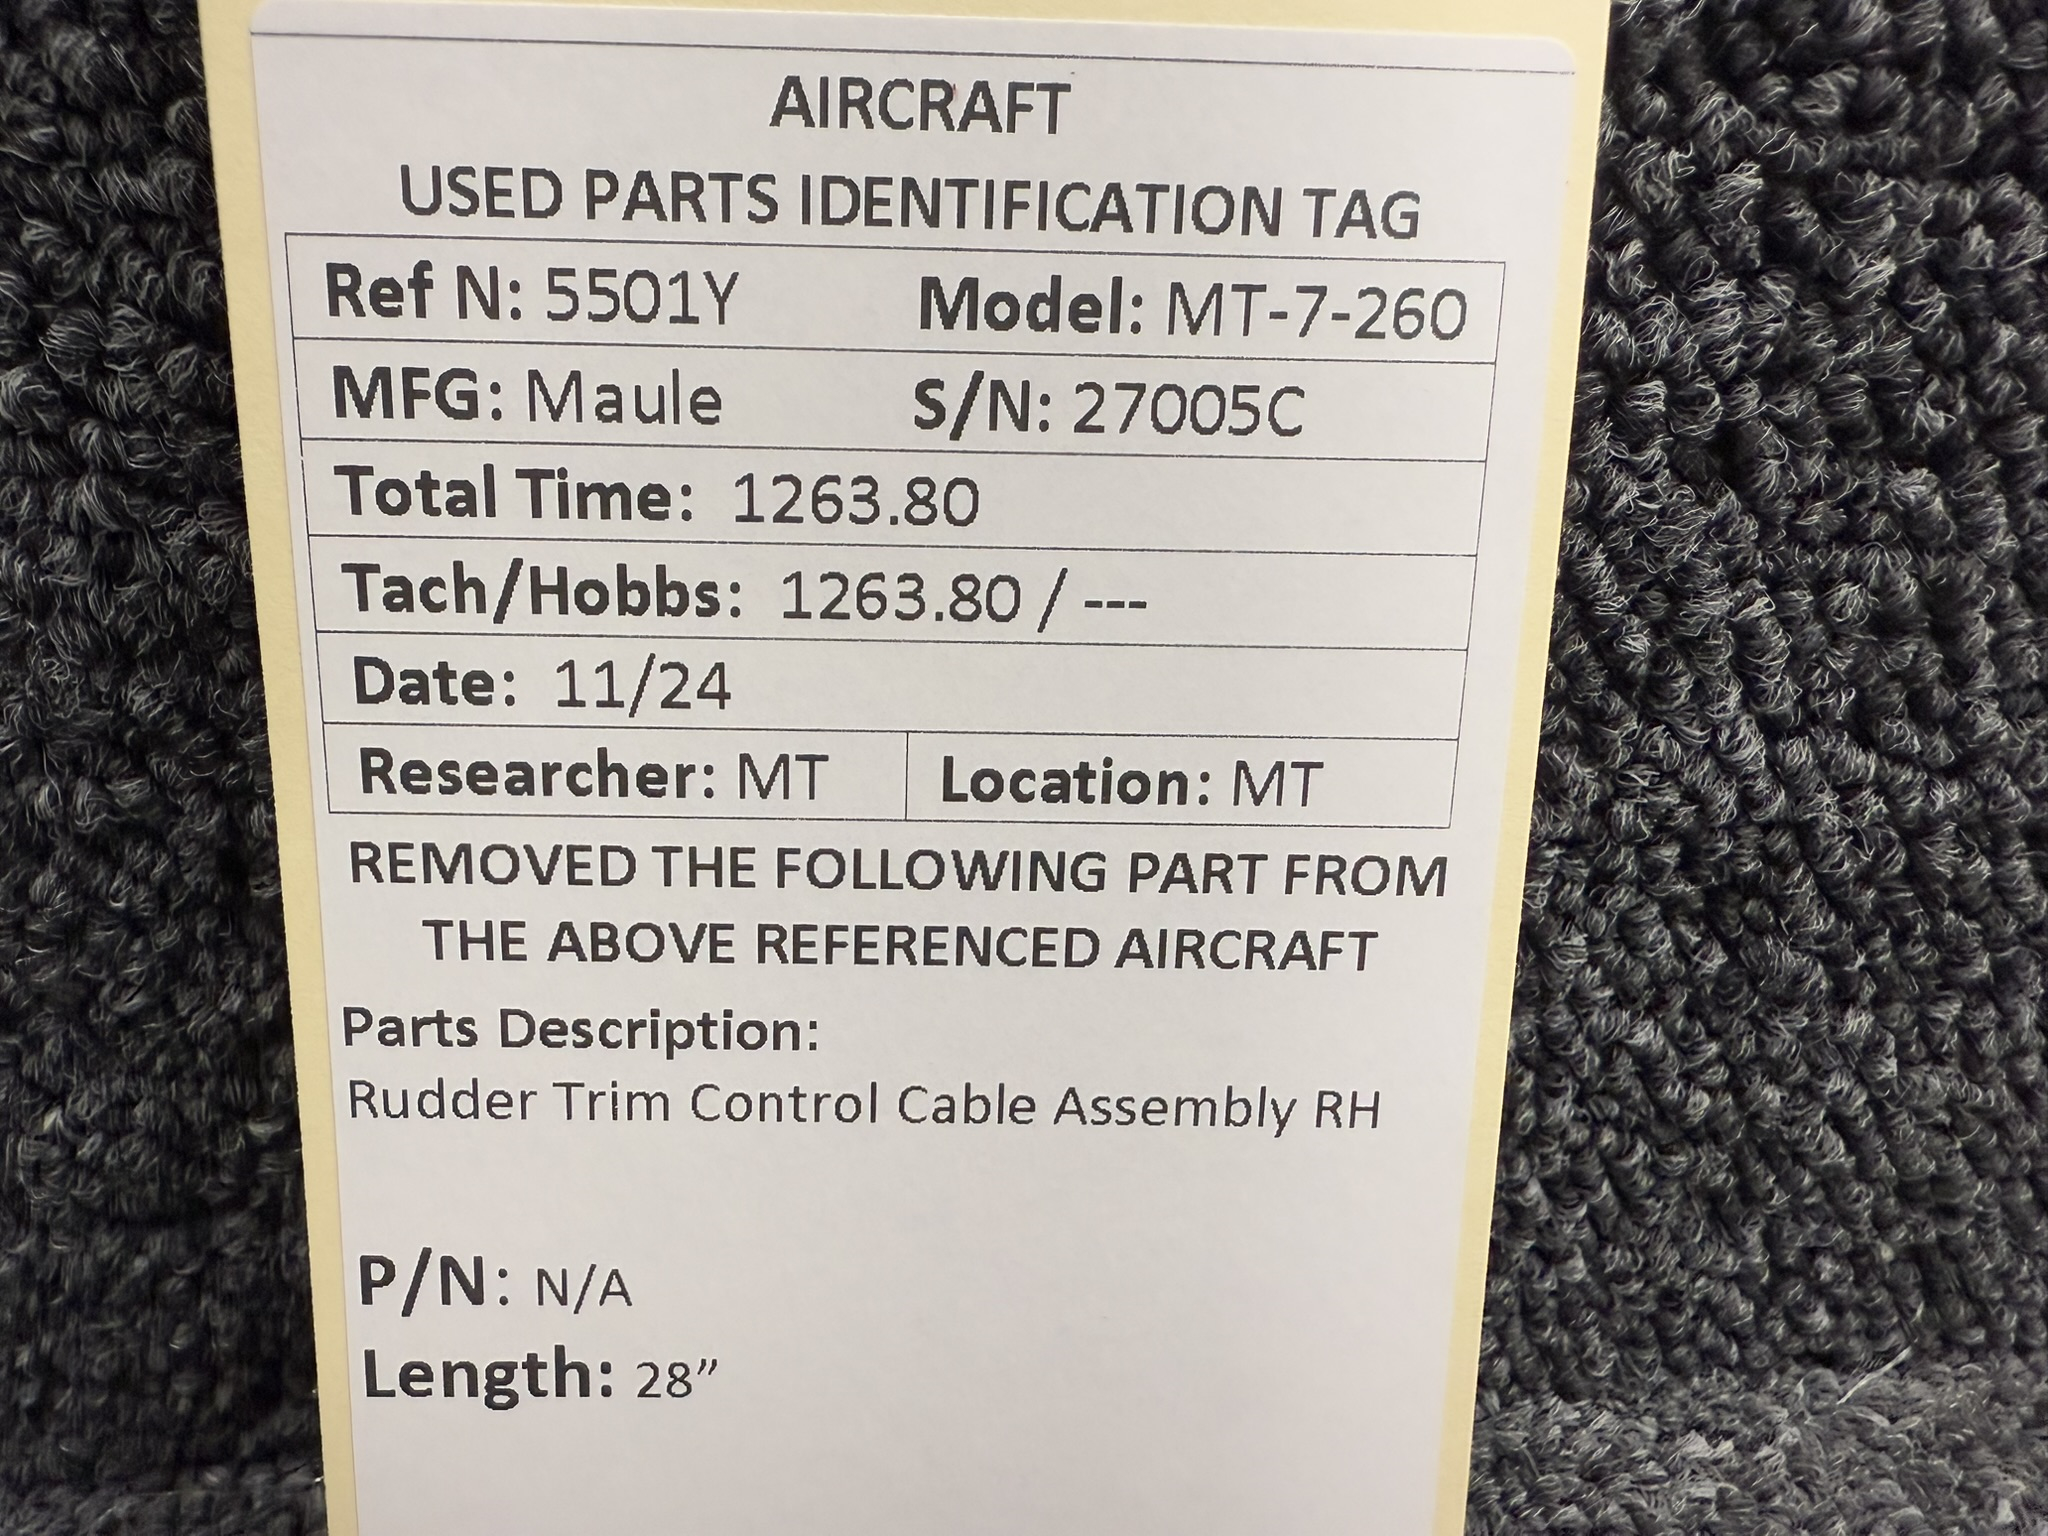 AIRCRAFT
USED PARTS IDENTIFICATION TAG
Ref N: 5501Y Model: MT-7-260
MFG: Maule S/N: 27005C
Total Time: 1263.80
Tach/Hobbs: 1263.80 / ---
Date: 11/24
Researcher: MT Location: MT
REMOVED THE FOLLOWING PART FROM
THE ABOVE REFERENCED AIRCRAFT
Parts Description:
Rudder Trim Control Cable Assembly RH
P/N: N/A
Length: 28”